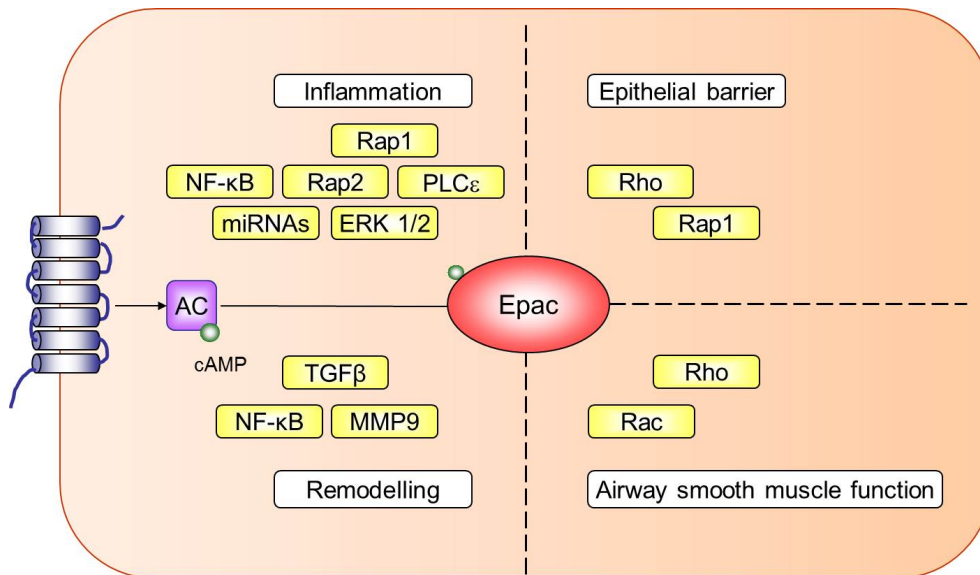 Inflammation
Epithelial barrier
Rap1
NF-κB
Rap2
PLCε
Rho
miRNAs
ERK 1/2
Rap1
AC
Epac
cAMP
TGFβ
Rho
NF-κB
MMP9
Rac
Remodelling
Airway smooth muscle function